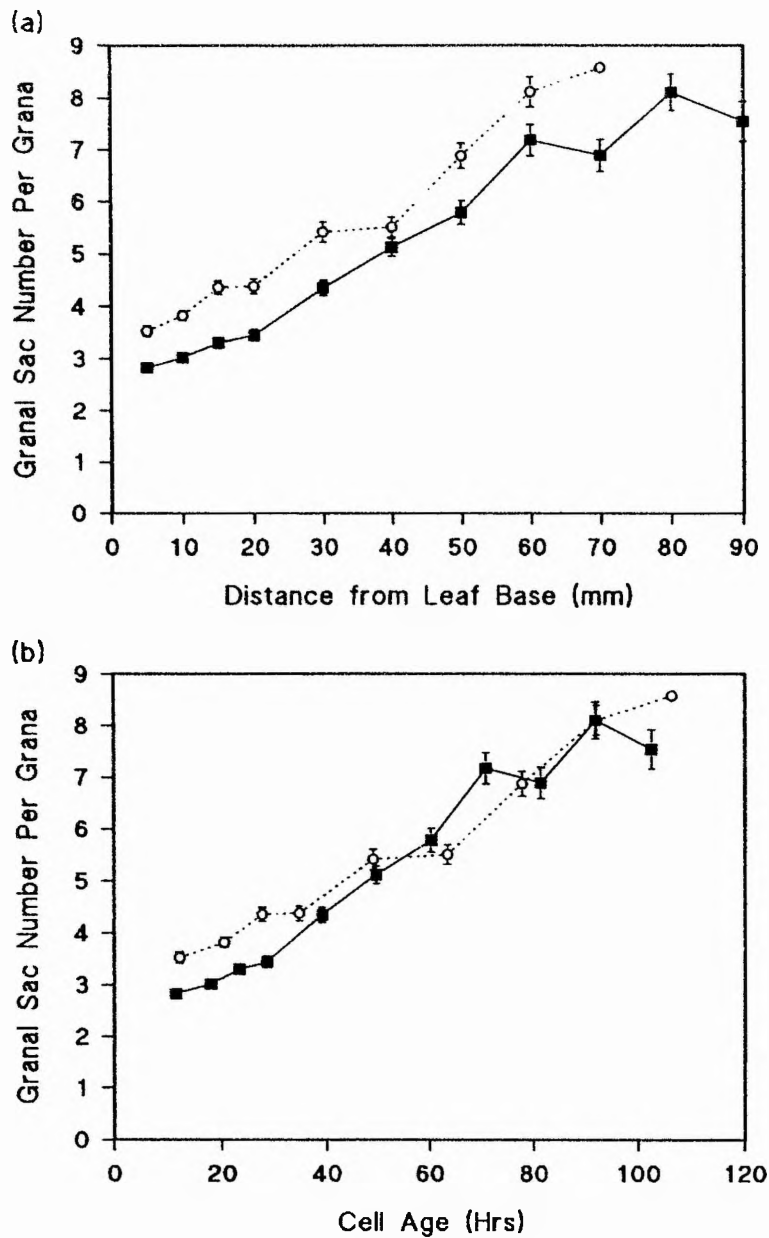 (a)
9
8
7
6
5
4
3
2
1
0
Granal Sac Number Per Grana
0 10 20 30 40 50 60 70 80 90
Distance from Leaf Base (mm)
(b)
9
8
7
6
5
4
3
2
1
0
Granal Sac Number Per Grana
0 20 40 60 80 100 120
Cell Age (Hrs)